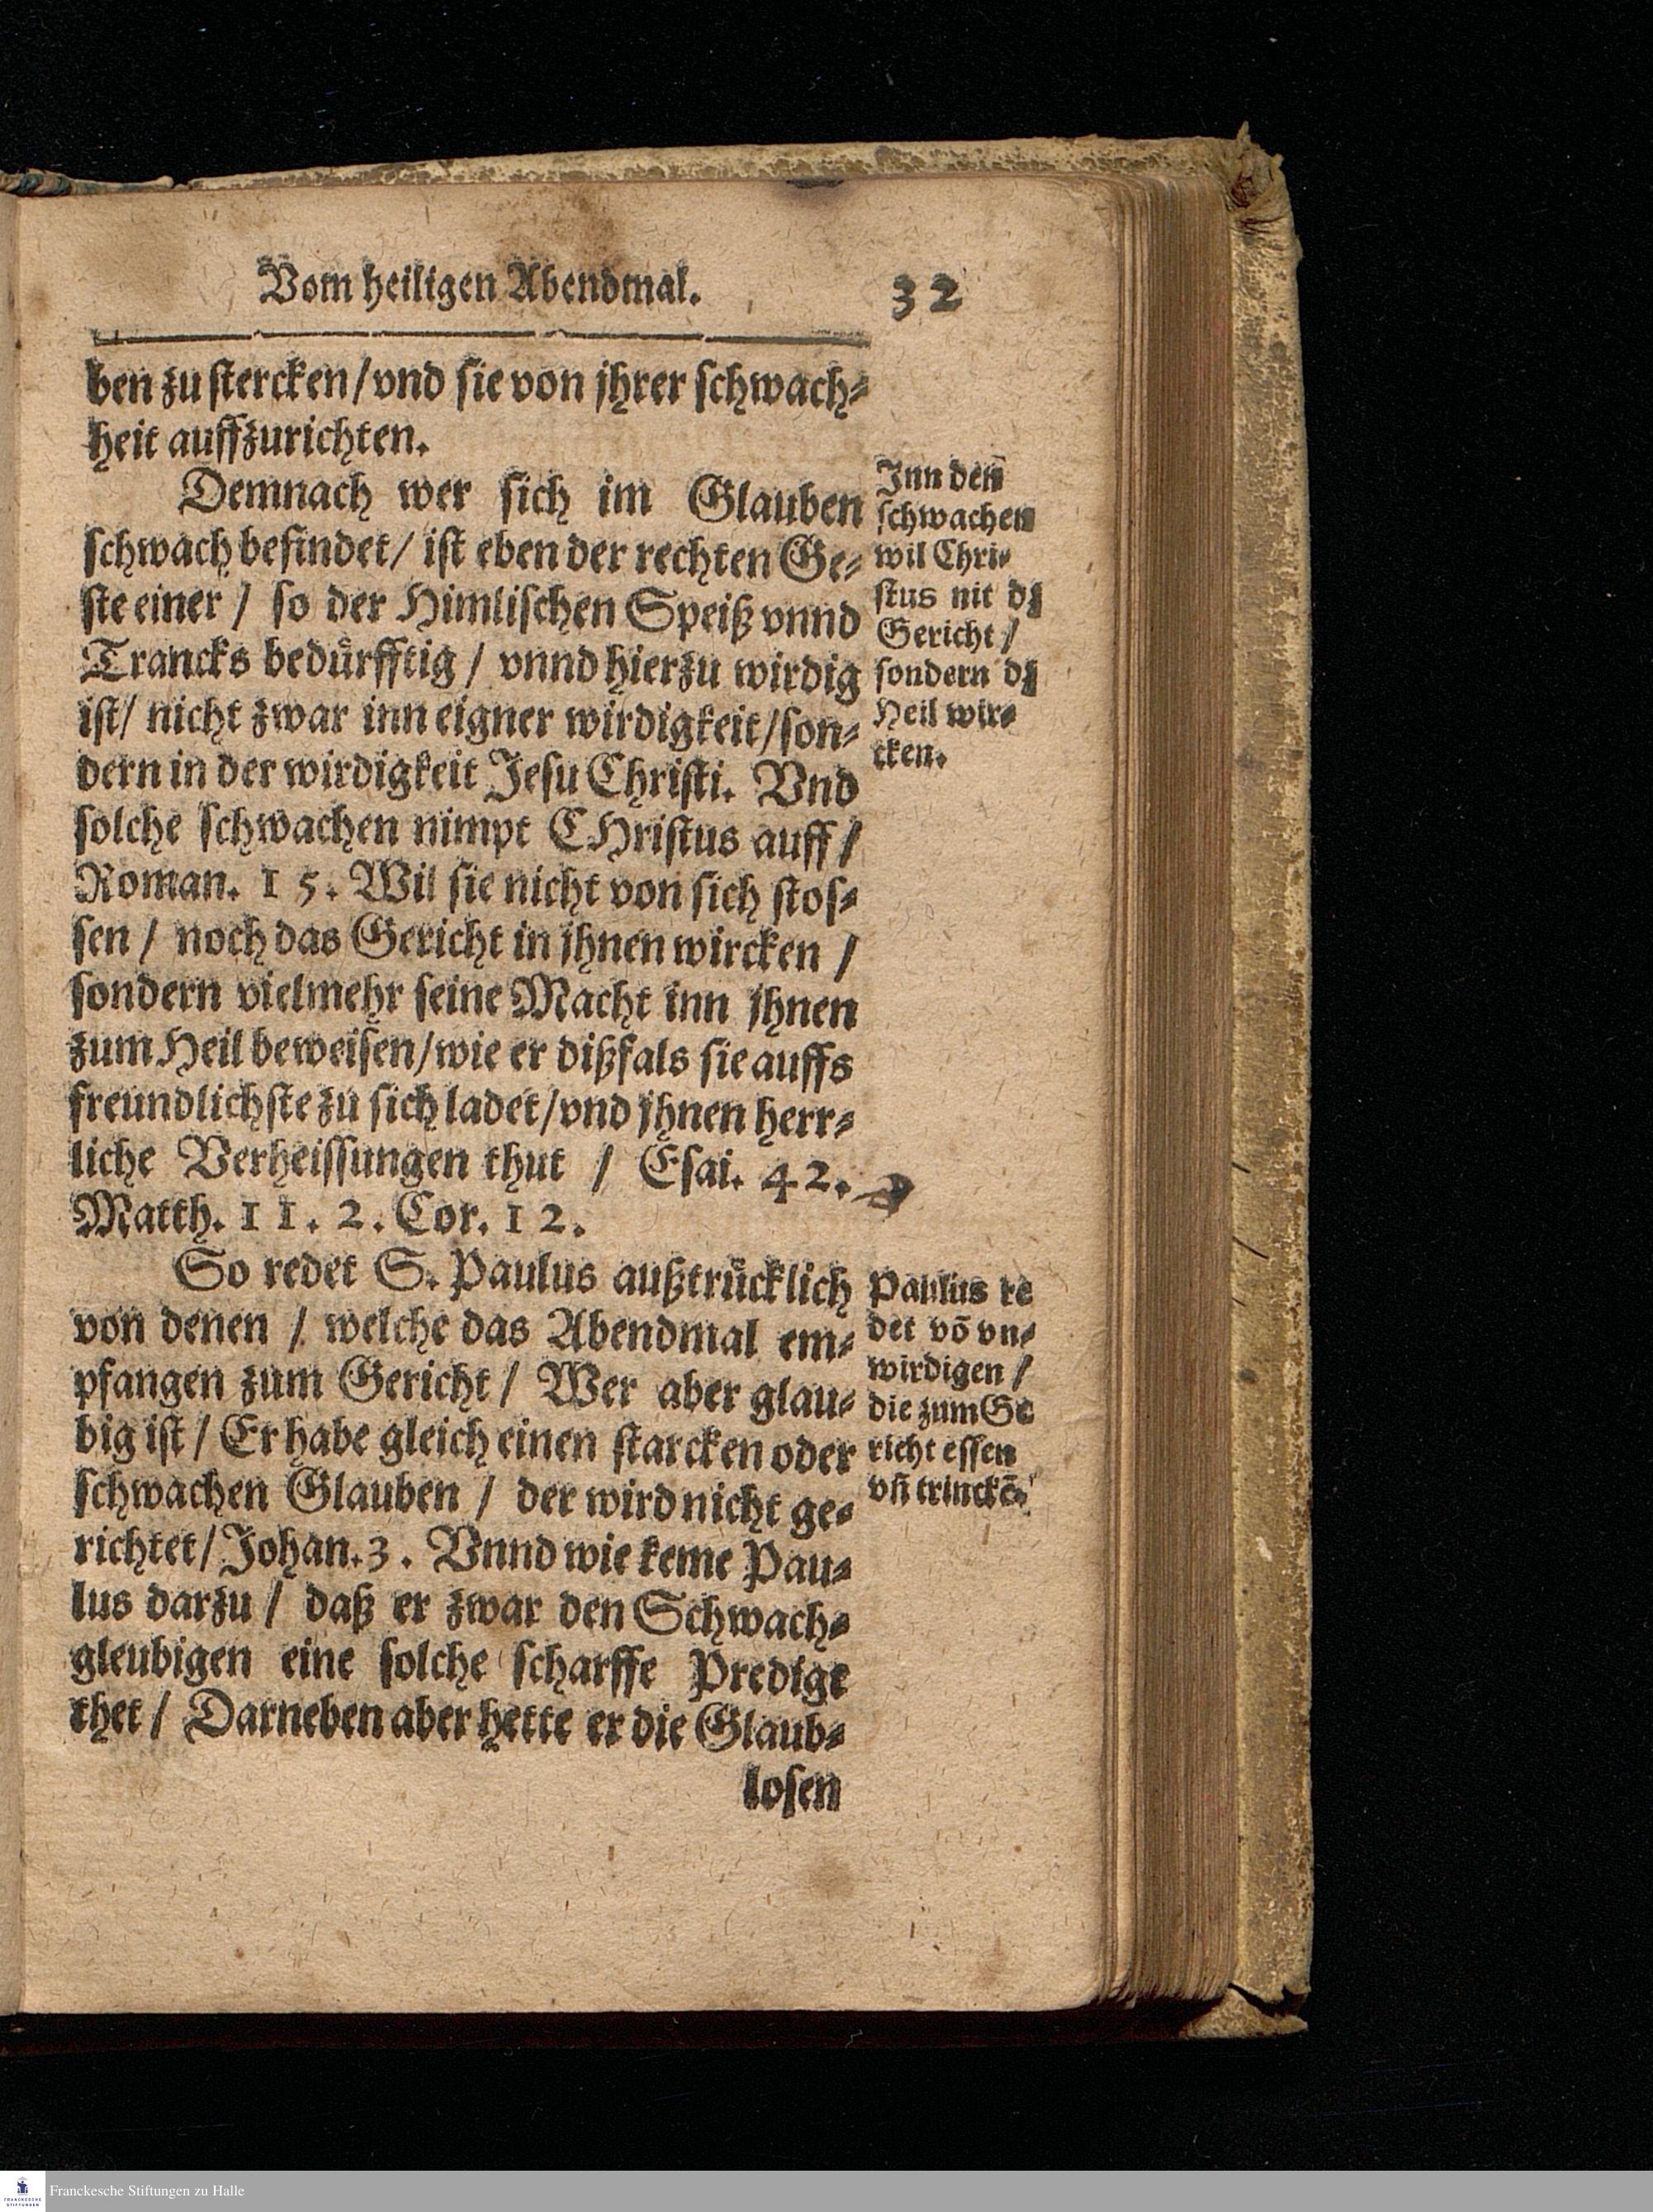 Vom heiligen Abendmal. 32
ben zu stercken/vnd sie von jhrer schwach-
heit auffzurichten.
Demnach wer sich im Glauben
schwach befindet/ ist eben der rechten Ge-
ste einer / so der Himlischen Speiß vnnd
Trancks bedürfftig / vnnd hierzu wirdig
ist/ nicht zwar inn eigner wirdigkeit/son-
dern in der wirdigkeit Jesu Christi. Vnd
solche schwachen nimpt CHristus auff /
Roman. 15. Wil sie nicht von sich stos-
sen / noch das Gericht in jhnen wircken /
sondern vielmehr seine Macht inn jhnen
zum Heil beweisen/wie er dißfals sie auffs
freundlichste zu sich ladet/vnd jhnen herr-
liche Verheissungen thut / Esai. 42.
Matth. 11. 2. Cor. 12.
So redet S. Paulus außtrücklich
von denen / welche das Abendmal em-
pfangen zum Gericht / Wer aber glau-
big ist / Er habe gleich einen starcken oder
schwachen Glauben / der wird nicht ge-
richtet/Johan. 3. Vnnd wie keme Pau-
lus darzu / daß er zwar den Schwach-
gleubigen eine solche scharffe Predigt
thet / Darneben aber hette er die Glaub-
losen
Inn den
schwachen
wil Chri-
stus nit dz
Gericht /
sondern dz
Heil wir-
cken.
Paulus re
det võ vn-
wirdigen /
die zum Ge
richt essen
vñ trinckẽ.
Franckesche Stiftungen zu Halle
FRANCKESCHE
STIFTUNGEN